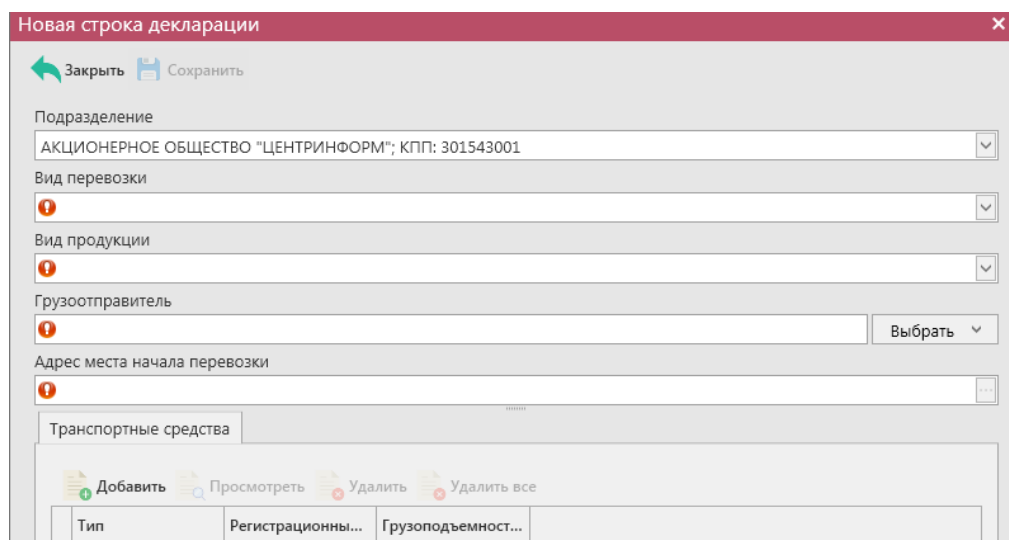 Новая строка декларации
Закрыть Сохранить
Подразделение
АКЦИОНЕРНОЕ ОБЩЕСТВО "ЦЕНТРИНФОРМ"; КПП: 301543001
Вид перевозки
Вид продукции
Грузоотправитель
Выбрать
Адрес места начала перевозки
Транспортные средства
Добавить Просмотреть Удалить Удалить все
Тип Регистрационны... Грузоподъемност...